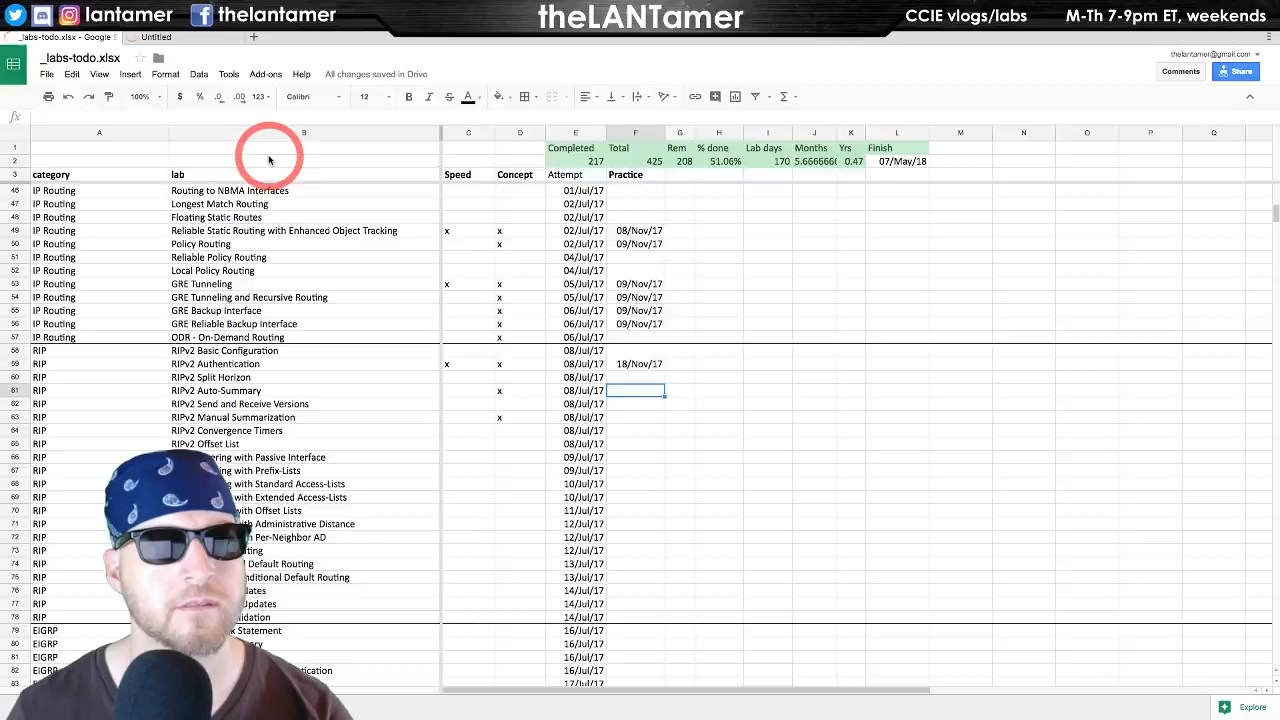 lantamer thelantamer theLANTamer CCIE vlogs/labs M-Th 7-9pm ET, weekends
_labs-todo.xlsx - Google S Untitled
_labs-todo.xlsx thelantamer@gmail.com
File Edit View Insert Format Data Tools Add-ons Help All changes saved in Drive Comments Share
100% $ % .0 .00 123 Calibri 12 B I A
fx
A B C D E F G H I J K L M N O P Q
1 Completed Total Rem % done Lab days Months Yrs Finish
2 217 425 208 51.06% 170 5.6666666 0.47 07/May/18
3 category lab Speed Concept Attempt Practice
46 IP Routing Routing to NBMA Interfaces 01/Jul/17
47 IP Routing Longest Match Routing 02/Jul/17
48 IP Routing Floating Static Routes 02/Jul/17
49 IP Routing Reliable Static Routing with Enhanced Object Tracking x x 02/Jul/17 08/Nov/17
50 IP Routing Policy Routing x 02/Jul/17 09/Nov/17
51 IP Routing Reliable Policy Routing 04/Jul/17
52 IP Routing Local Policy Routing 04/Jul/17
53 IP Routing GRE Tunneling x x 05/Jul/17 09/Nov/17
54 IP Routing GRE Tunneling and Recursive Routing x 05/Jul/17 09/Nov/17
55 IP Routing GRE Backup Interface x 06/Jul/17 09/Nov/17
56 IP Routing GRE Reliable Backup Interface x 06/Jul/17 09/Nov/17
57 IP Routing ODR - On-Demand Routing x 06/Jul/17
58 RIP RIPv2 Basic Configuration 08/Jul/17
59 RIP RIPv2 Authentication x x 08/Jul/17 18/Nov/17
60 RIP RIPv2 Split Horizon 08/Jul/17
61 RIP RIPv2 Auto-Summary x 08/Jul/17
62 RIP RIPv2 Send and Receive Versions 08/Jul/17
63 RIP RIPv2 Manual Summarization x 08/Jul/17
64 RIP RIPv2 Convergence Timers 08/Jul/17
65 RIP RIPv2 Offset List 08/Jul/17
66 RIP with Passive Interface 09/Jul/17
67 RIP with Prefix-Lists 09/Jul/17
68 RIP with Standard Access-Lists 10/Jul/17
69 RIP with Extended Access-Lists 10/Jul/17
70 RIP with Offset Lists 11/Jul/17
71 RIP with Administrative Distance 12/Jul/17
72 RIP Per-Neighbor AD 12/Jul/17
73 RIP 12/Jul/17
74 RIP Default Routing 13/Jul/17
75 RIP Default Routing 13/Jul/17
76 RIP 14/Jul/17
77 RIP Updates 14/Jul/17
78 RIP 14/Jul/17
79 EIGRP Statement 16/Jul/17
80 EIGRP 16/Jul/17
81 EIGRP 16/Jul/17
82 EIGRP 16/Jul/17
83 17/Jul/17
Explore